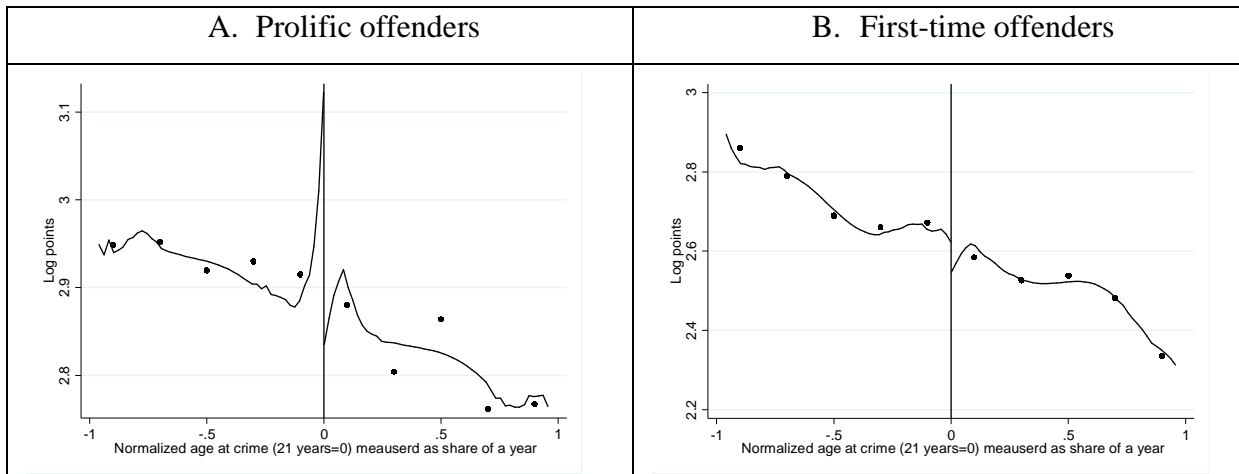 A. Prolific offenders
B. First-time offenders
3.1
3
2.9
2.8
Log points
-1 -.5 0 .5 1
Normalized age at crime (21 years=0) meauserd as share of a year
3
2.8
2.6
2.4
2.2
Log points
-1 -.5 0 .5 1
Normalized age at crime (21 years=0) meauserd as share of a year